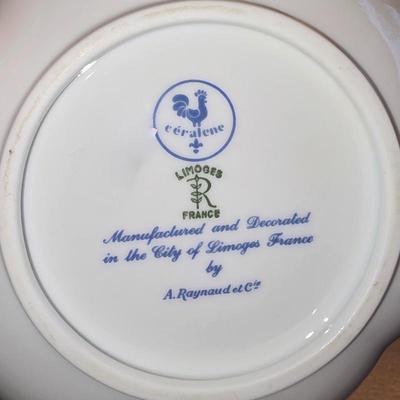 céralene
LIMOGES
R
FRANCE
Manufactured and Decorated
in the City of Limoges France
by
A. Raynaud et Cie